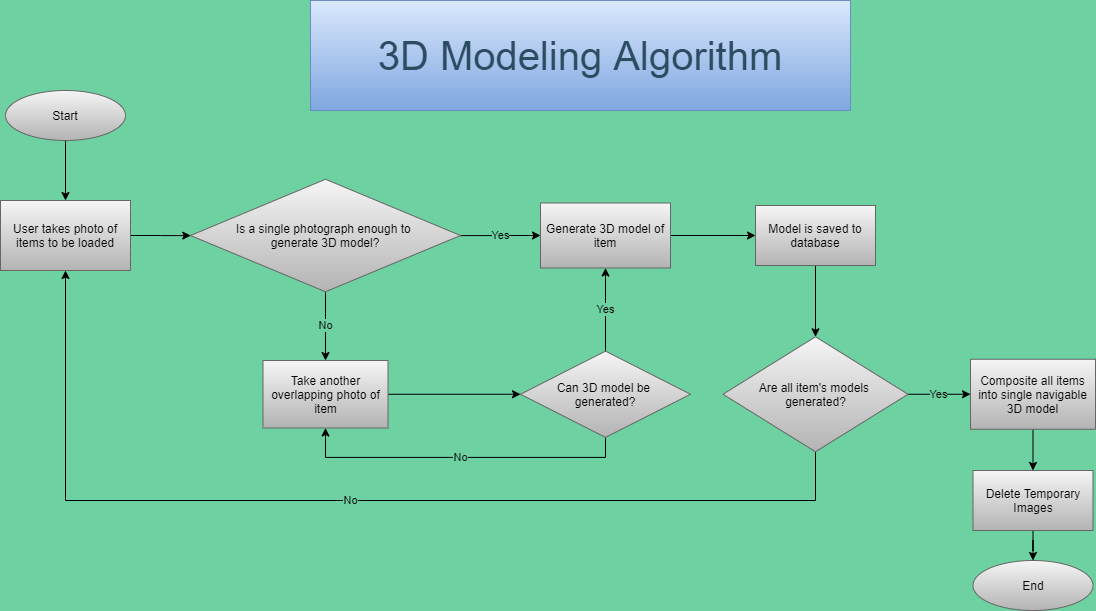 3D Modeling Algorithm
Start
User takes photo of
items to be loaded
Is a single photograph enough to
generate 3D model?
Yes
Generate 3D model of
item
Model is saved to
database
No
Yes
Take another
overlapping photo of
item
Can 3D model be
generated?
No
Are all item's models
generated?
Yes
Composite all items
into single navigable
3D model
No
Delete Temporary
Images
End